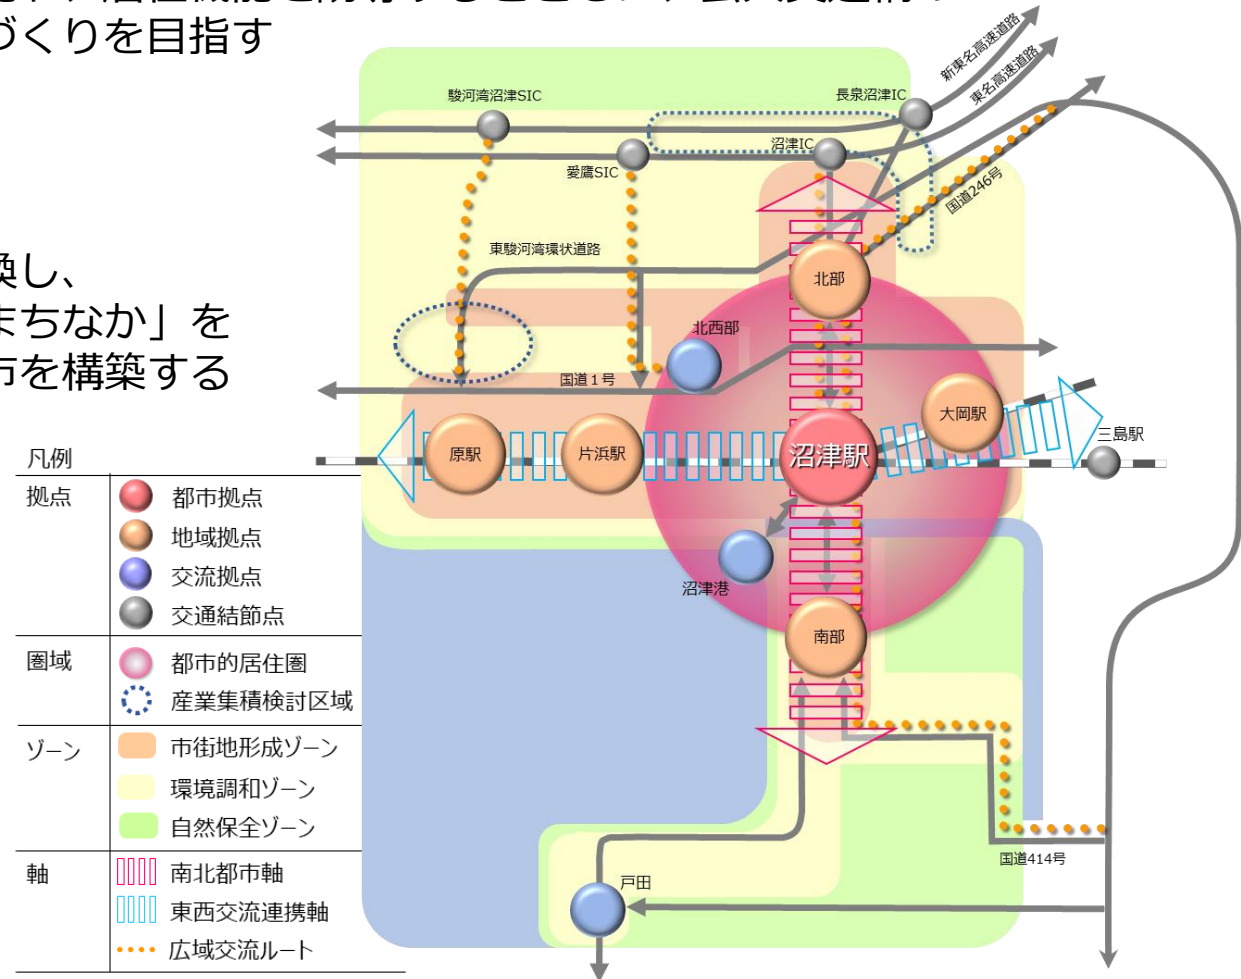 づくりを目指す
換し、
まちなか」を
市を構築する
新東名高速道路
東名高速道路
駿河湾沼津SIC
長泉沼津IC
沼津IC
愛鷹SIC
国道246号
東駿河湾環状道路
北部
北西部
国道１号
大岡駅
三島駅
原駅
片浜駅
沼津駅
沼津港
南部
国道414号
戸田
凡例
拠点
都市拠点
地域拠点
交流拠点
交通結節点
圏域
都市的居住圏
産業集積検討区域
ゾーン
市街地形成ゾーン
環境調和ゾーン
自然保全ゾーン
軸
南北都市軸
東西交流連携軸
広域交流ルート